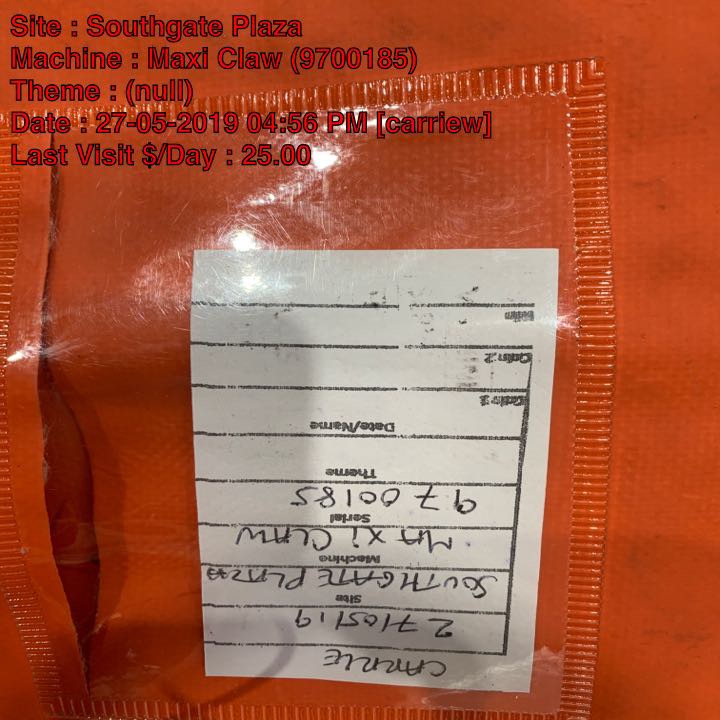 Site : Southgate Plaza
Machine : Maxi Claw (9700185)
Theme : (null)
Date : 27-05-2019 04:56 PM [carriew]
Last Visit $/Day : 25.00
CARRIE
27/05/19
Site
SOUTHGATE PLAZA
Machine
MAXI CLAW
Serial
9700185
Theme
Date/Name
Coin 1
Coin 2